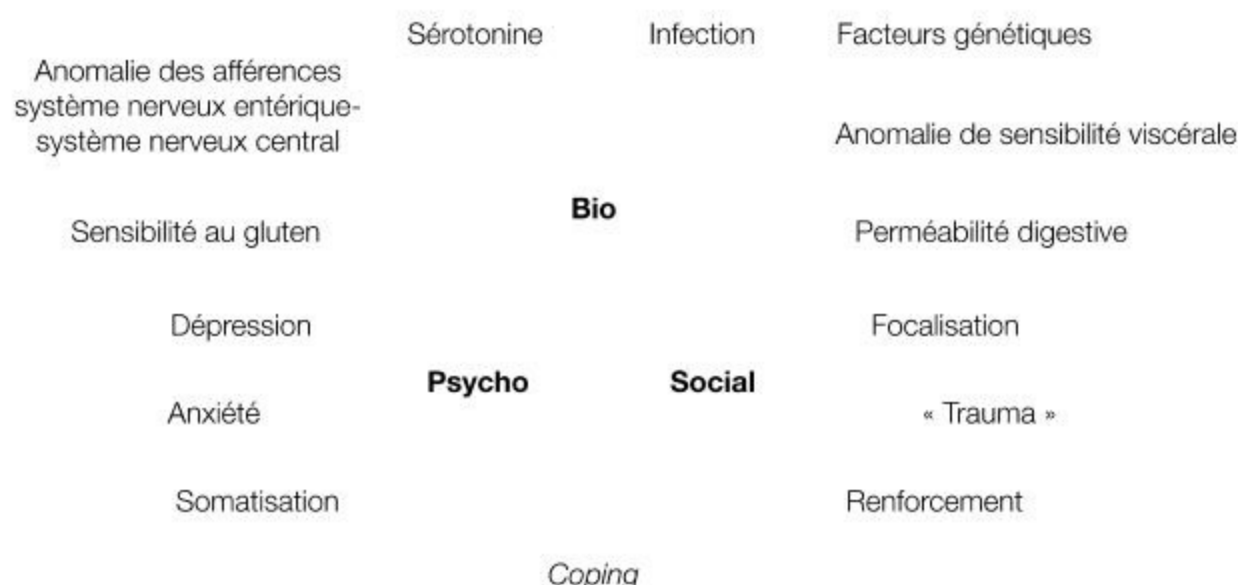 Sérotonine
Infection
Facteurs génétiques
Anomalie des afférences
système nerveux entérique-
système nerveux central
Anomalie de sensibilité viscérale
Bio
Sensibilité au gluten
Perméabilité digestive
Dépression
Focalisation
Psycho
Social
Anxiété
« Trauma »
Somatisation
Renforcement
Coping